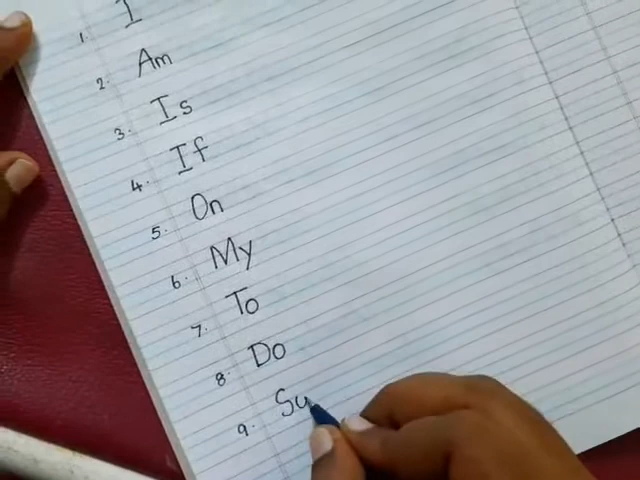 1. I
2. Am
3. Is
4. If
5. On
6. My
7. To
8. Do
9. Su